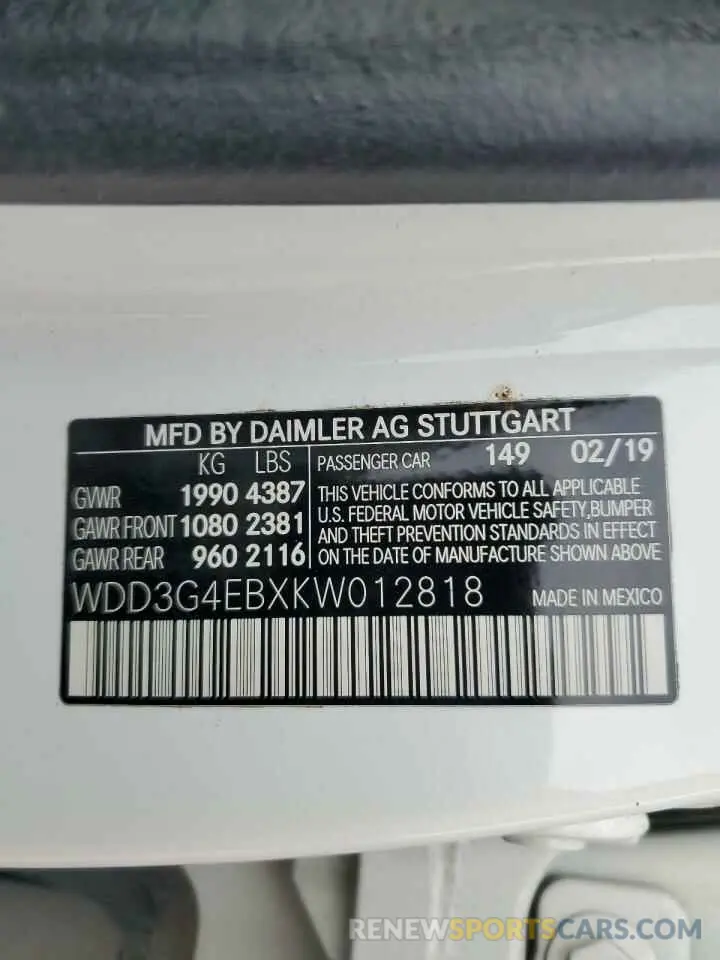 MFD BY DAIMLER AG STUTTGART
KG LBS
GVWR 1990 4387
GAWR FRONT 1080 2381
GAWR REAR 960 2116
PASSENGER CAR 149 02/19
THIS VEHICLE CONFORMS TO ALL APPLICABLE
U.S. FEDERAL MOTOR VEHICLE SAFETY,BUMPER
AND THEFT PREVENTION STANDARDS IN EFFECT
ON THE DATE OF MANUFACTURE SHOWN ABOVE
WDD3G4EBXKW012818 MADE IN MEXICO
RENEWSPORTSCARS.COM